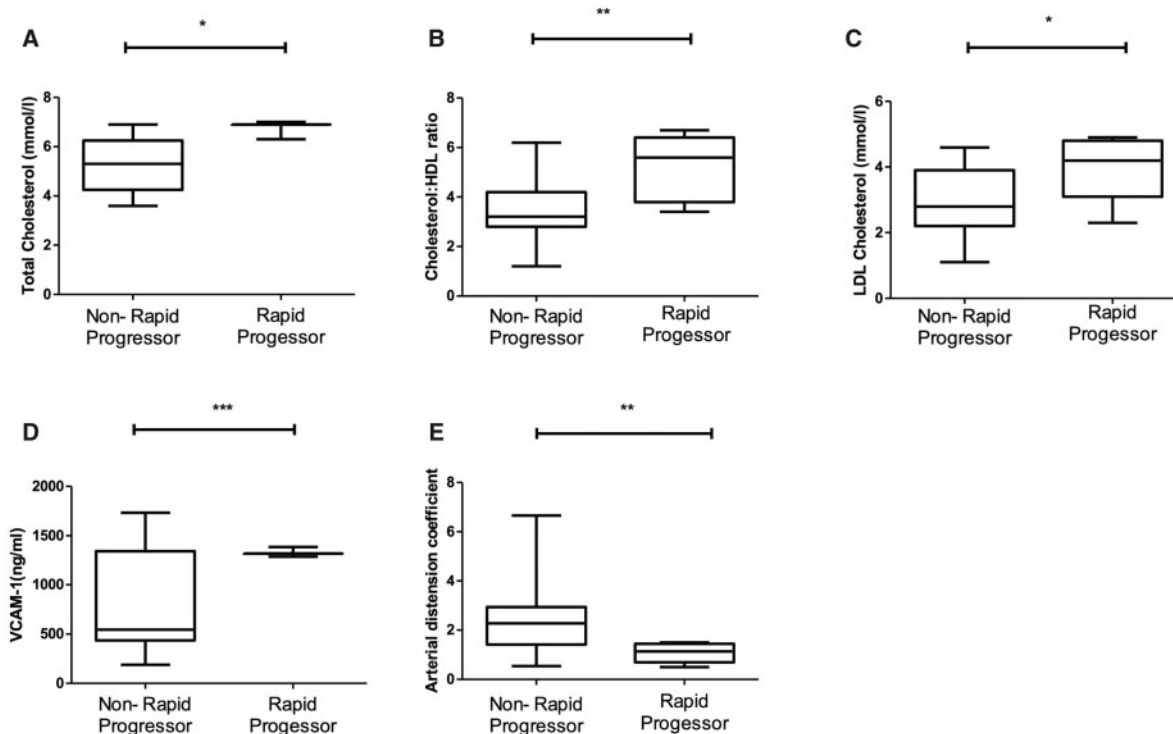 A
*
Total Cholesterol (mmol/l)
8
6
4
2
0
Non- Rapid
Progressor
Rapid
Progessor
B
**
Cholesterol:HDL ratio
8
6
4
2
0
Non- Rapid
Progressor
Rapid
Progessor
C
*
LDL Cholesterol (mmol/l)
6
4
2
0
Non- Rapid
Progressor
Rapid
Progessor
D
***
VCAM-1(ng/ml)
2000
1500
1000
500
0
Non- Rapid
Progressor
Rapid
Progessor
E
**
Arterial distension coefficient
8
6
4
2
0
Non- Rapid
Progressor
Rapid
Progessor